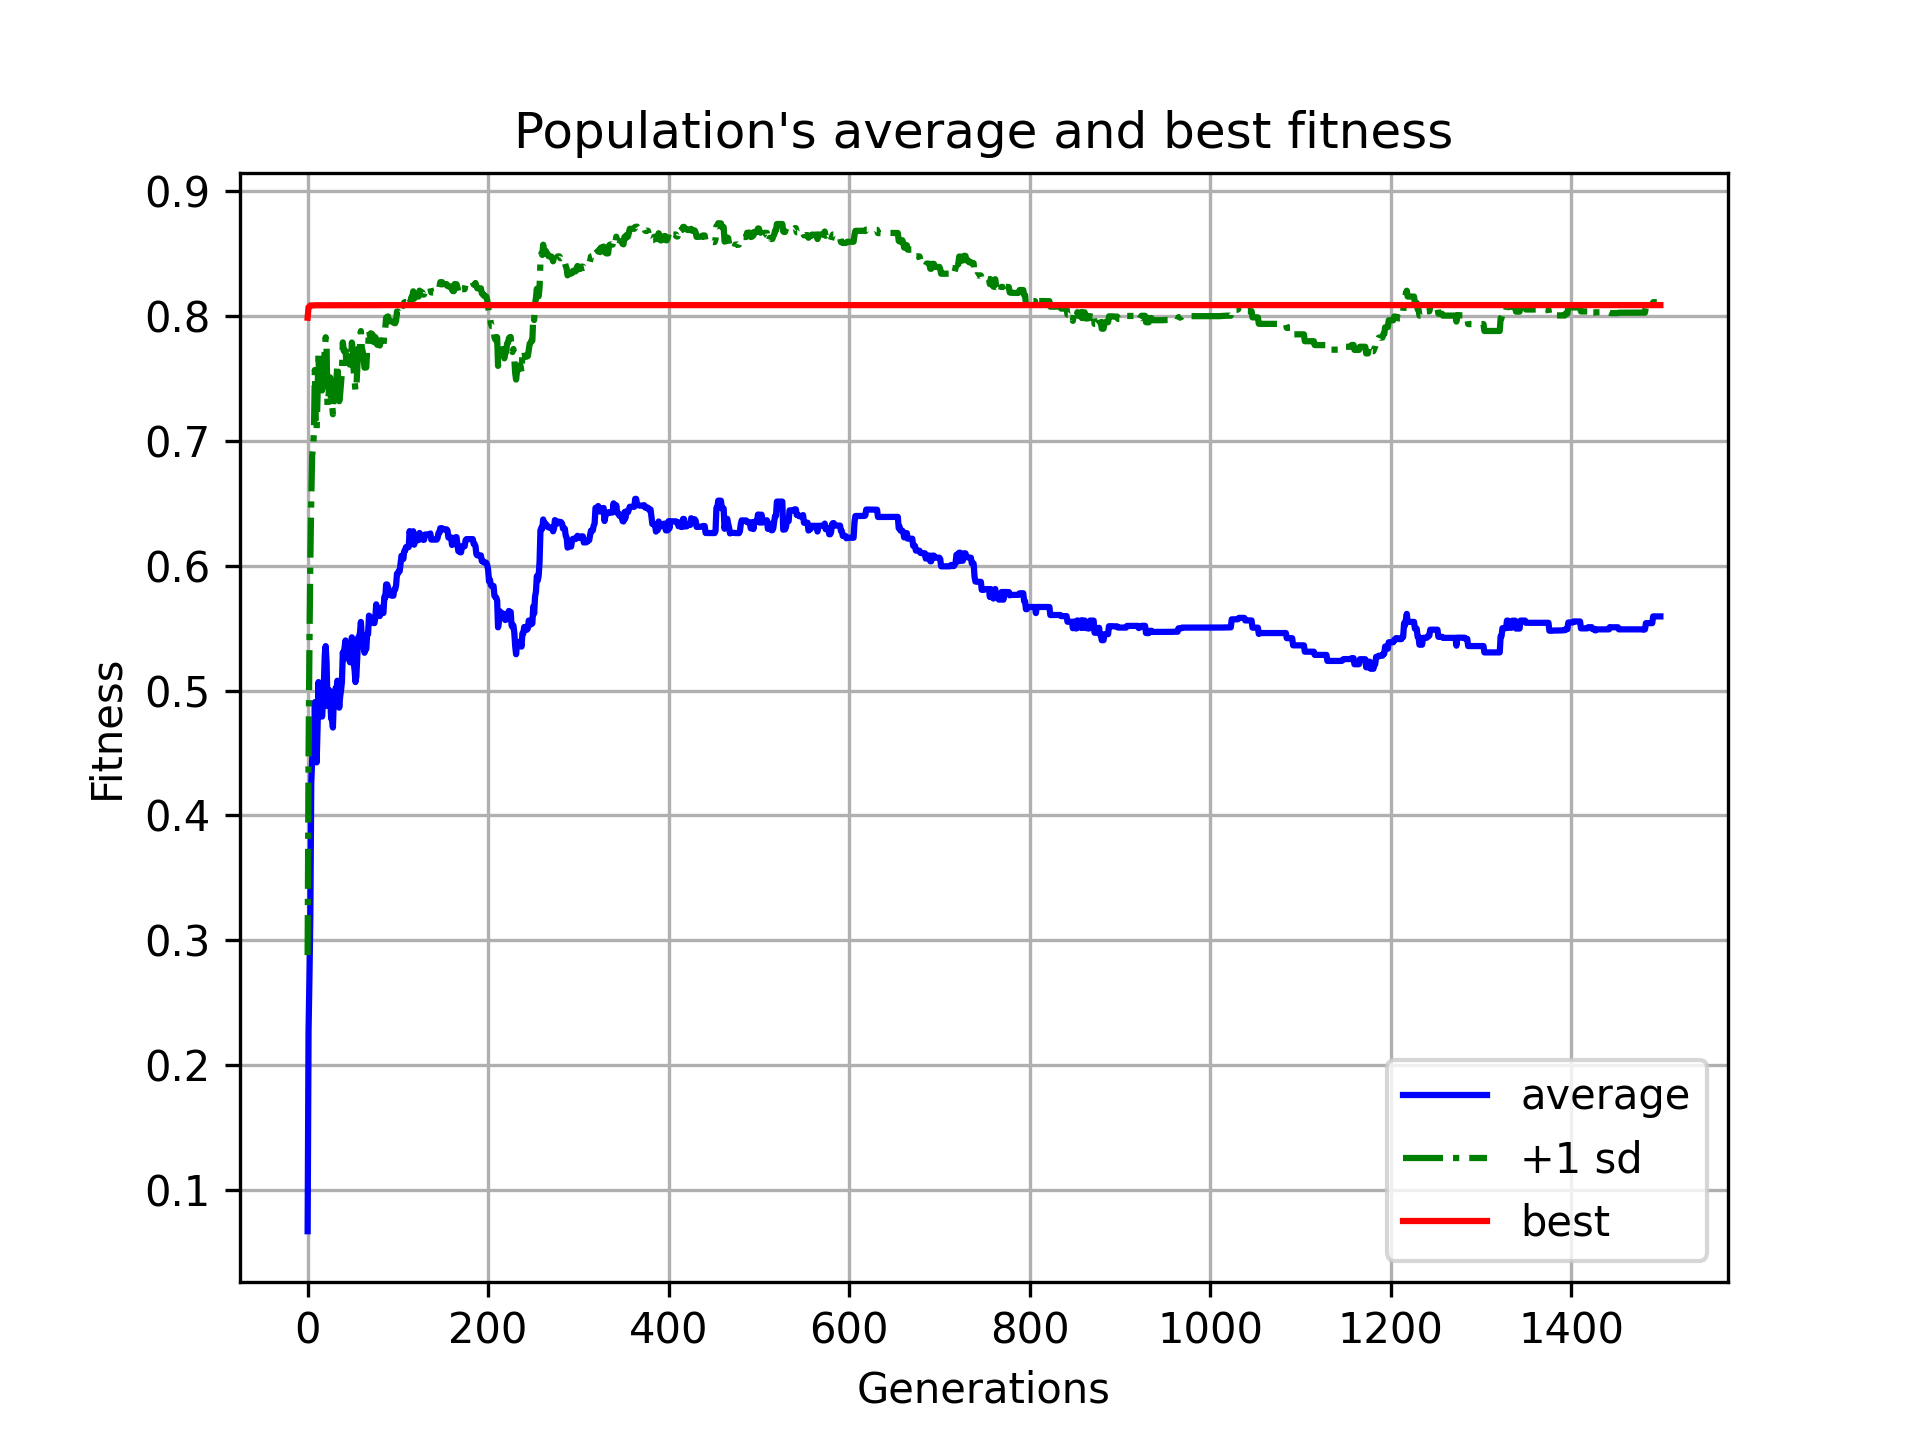 Population's average and best fitness
0.9
0.8
0.7
0.6
0.5
0.4
0.3
0.2
0.1
Fitness
average
+1 sd
best
0 200 400 600 800 1000 1200 1400
Generations